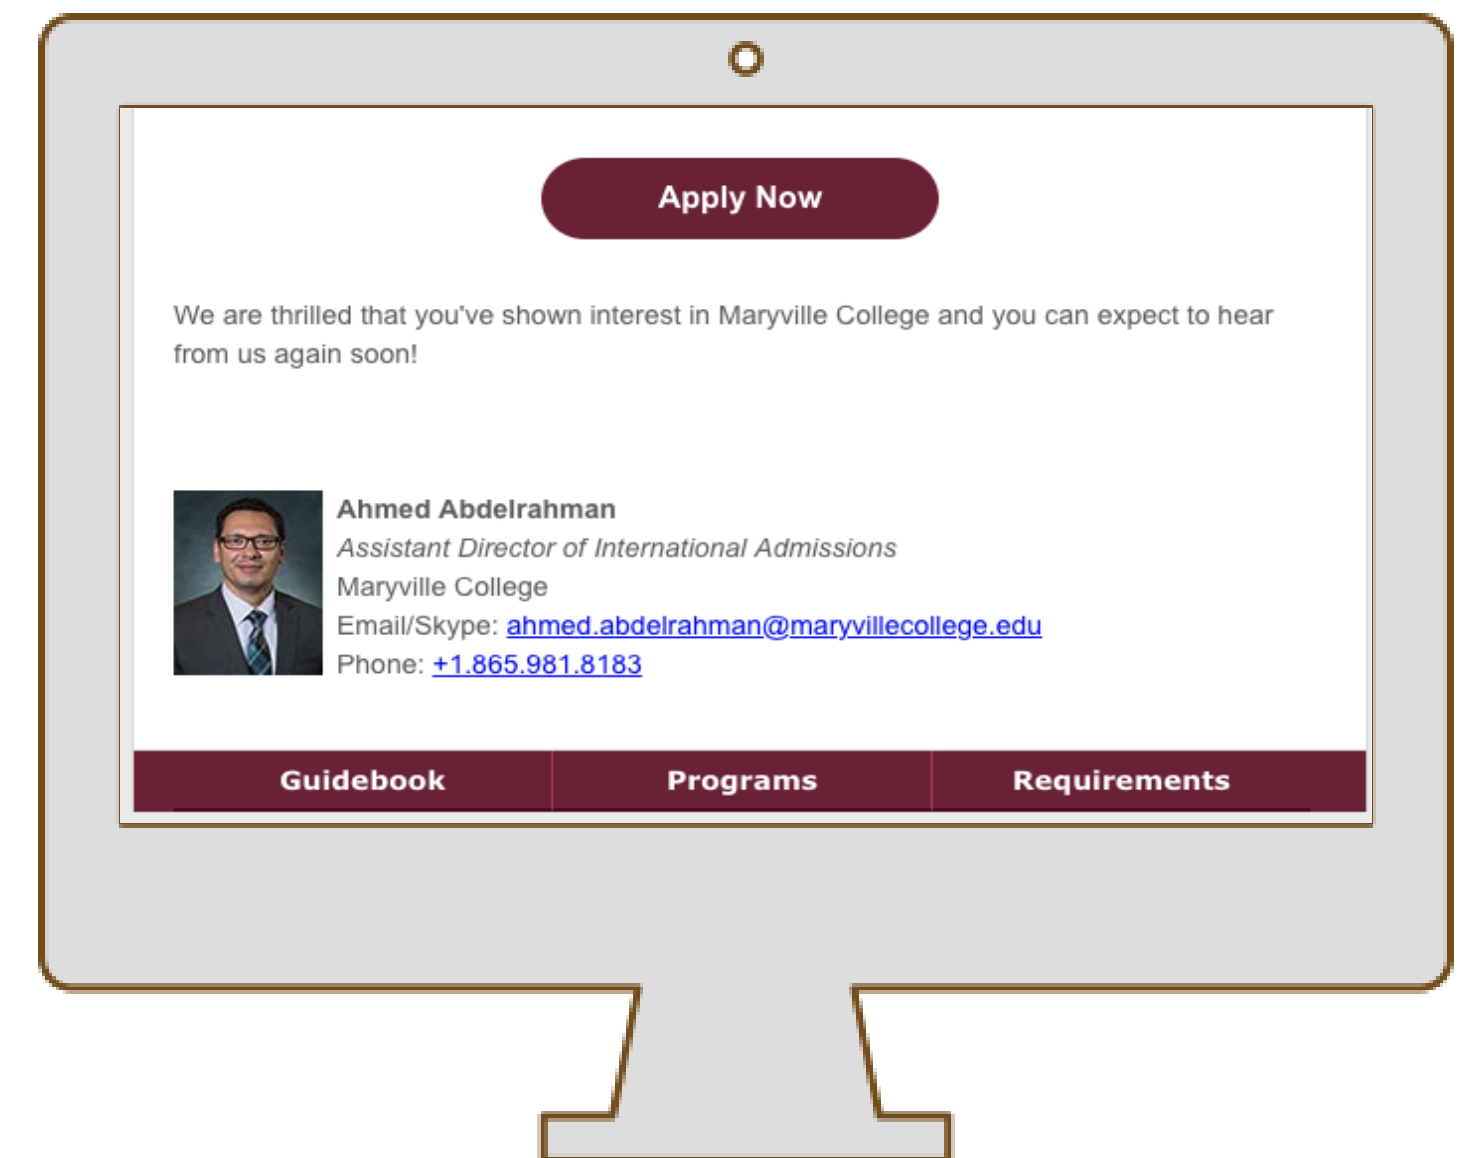 Apply Now
We are thrilled that you've shown interest in Maryville College and you can expect to hear
from us again soon!
Ahmed Abdelrahman
Assistant Director of International Admissions
Maryville College
Email/Skype: ahmed.abdelrahman@maryvillecollege.edu
Phone: +1.865.981.8183
Guidebook Programs Requirements